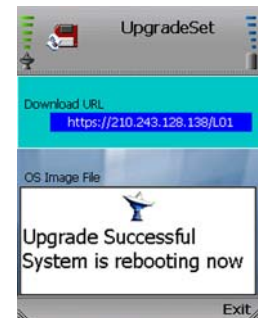 UpgradeSet
Download URL
https://210.243.128.138/L01
OS Image File
Upgrade Successful
System is rebooting now
Exit